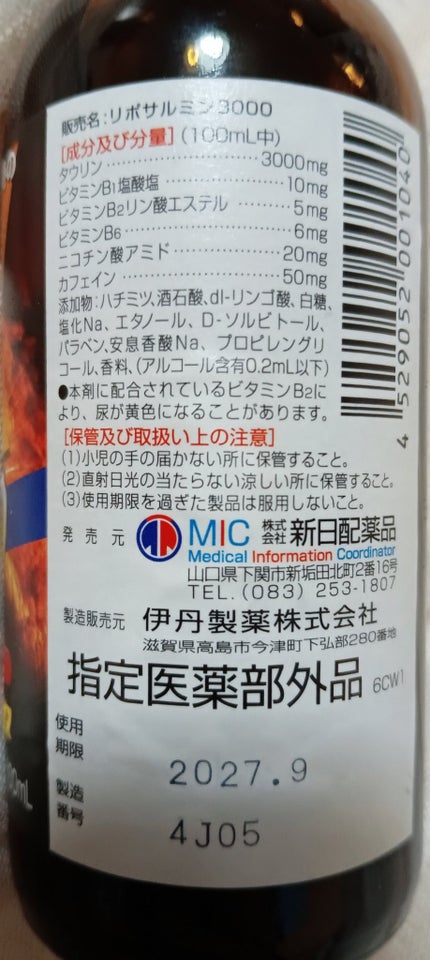 販売名:リポサルミン3000
[成分及び分量](100mL中)
タウリン…………………3000mg
ビタミンB1塩酸塩……………10mg
ビタミンB2リン酸エステル………5mg
ビタミンB6…………………6mg
ニコチン酸アミド……………20mg
カフェイン…………………50mg
添加物:ハチミツ、酒石酸、dl-リンゴ酸、白糖、
塩化Na、エタノール、D-ソルビトール、
パラベン、安息香酸Na、プロピレングリ
コール、香料、(アルコール含有0.2mL以下)
●本剤に配合されているビタミンB2に
より、尿が黄色になることがあります。
[保管及び取扱い上の注意]
(1)小児の手の届かない所に保管すること。
(2)直射日光の当たらない涼しい所に保管すること。
(3)使用期限を過ぎた製品は服用しないこと。
発売元 MIC 株式会社 新日配薬品
Medical Information Coordinator
山口県下関市新垢田北町2番16号
TEL.(083) 253-1807
製造販売元 伊丹製薬株式会社
滋賀県高島市今津町下弘部280番地
指定医薬部外品 6CW1
使用期限 2027.9
製造番号 4J05
4 529052 001040